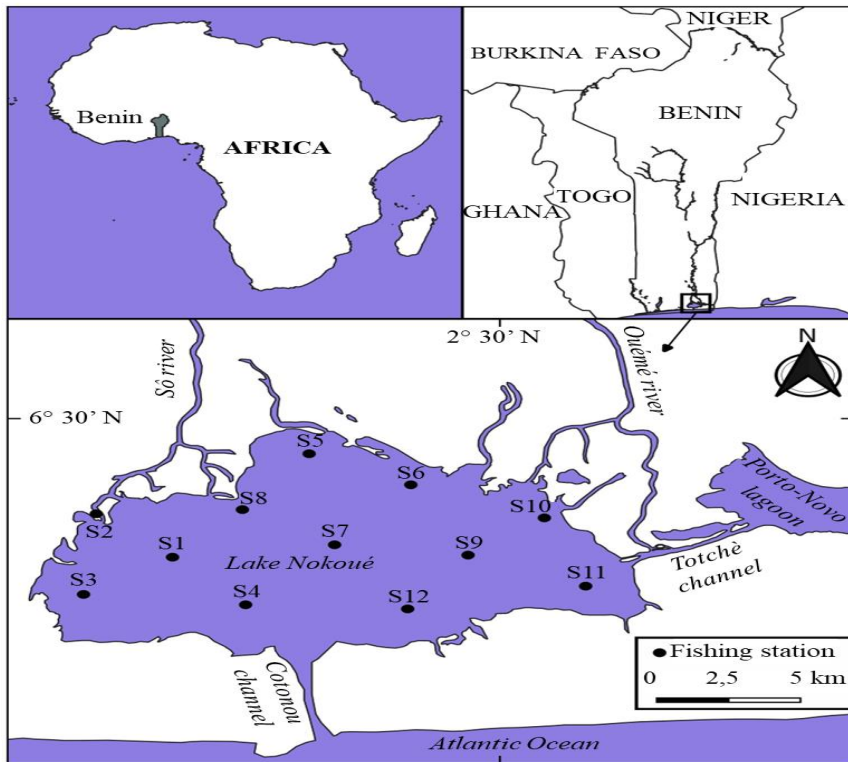 Benin
AFRICA
NIGER
BURKINA FASO
BENIN
TOGO
GHANA
NIGERIA
2° 30’ N
N
6° 30’ N
Sô river
Ouémé river
Porto-Novo
lagoon
S5
S6
S8
S10
S2
S1
S7
S9
Lake Nokoué
Totchè
channel
S3
S4
S12
S11
Cotonou
channel
Fishing station
0 2,5 5 km
Atlantic Ocean